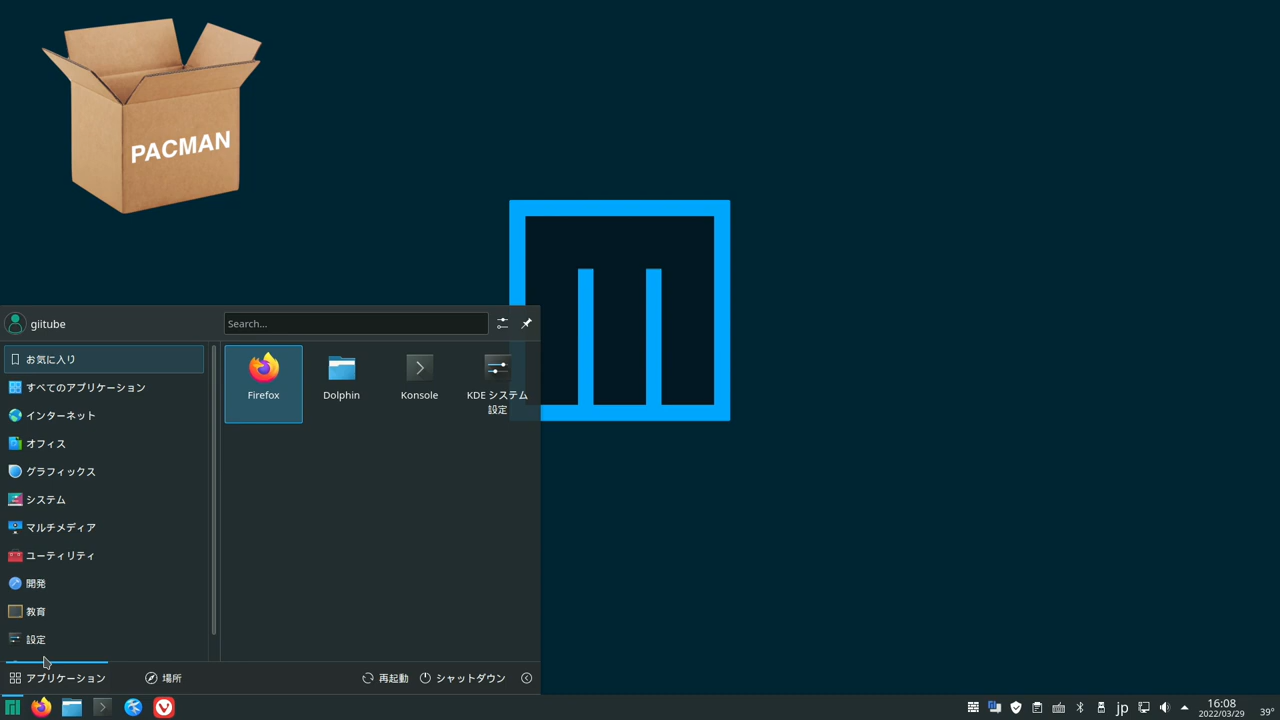 PACMAN
giitube
Search...
お気に入り
すべてのアプリケーション
インターネット
オフィス
グラフィックス
システム
マルチメディア
ユーティリティ
開発
教育
設定
Firefox
Dolphin
Konsole
KDE システム
設定
アプリケーション
場所
再起動
シャットダウン
jp
16:08
2022/03/29
39°